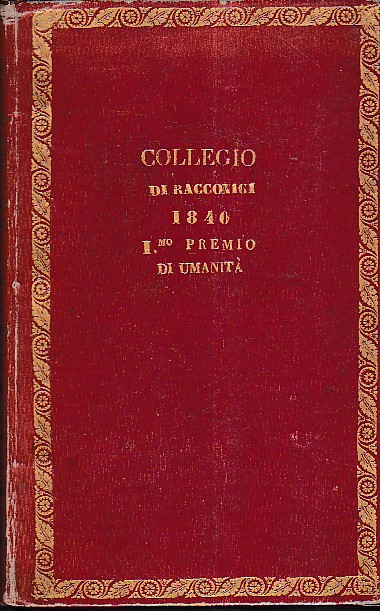 COLLEGIO
DI RACCONIGI
1840
I.MO PREMIO
DI UMANITÀ